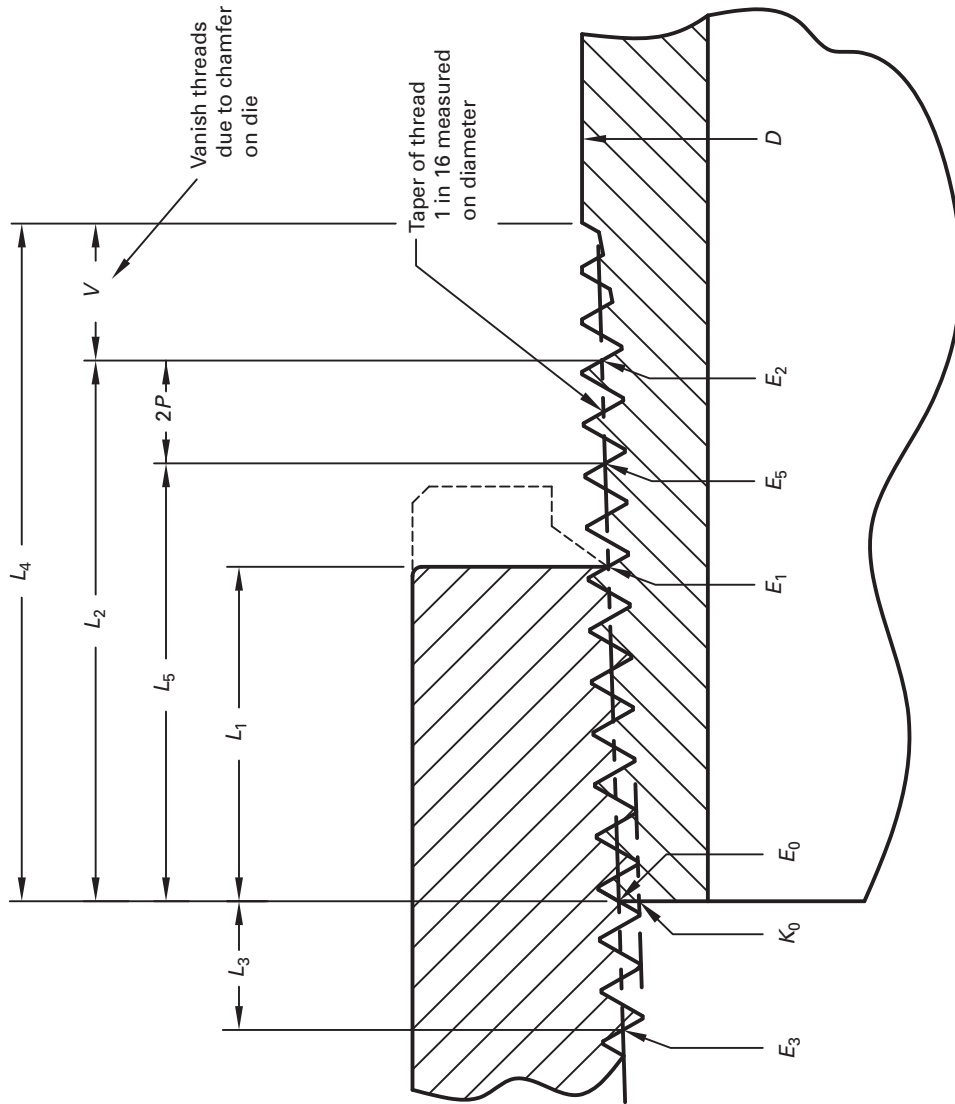 Vanish threads
due to chamfer
on die
L4
V
L2
2P
L5
L1
L3
Taper of thread
1 in 16 measured
on diameter
D
E2
E5
E1
E0
K0
E3